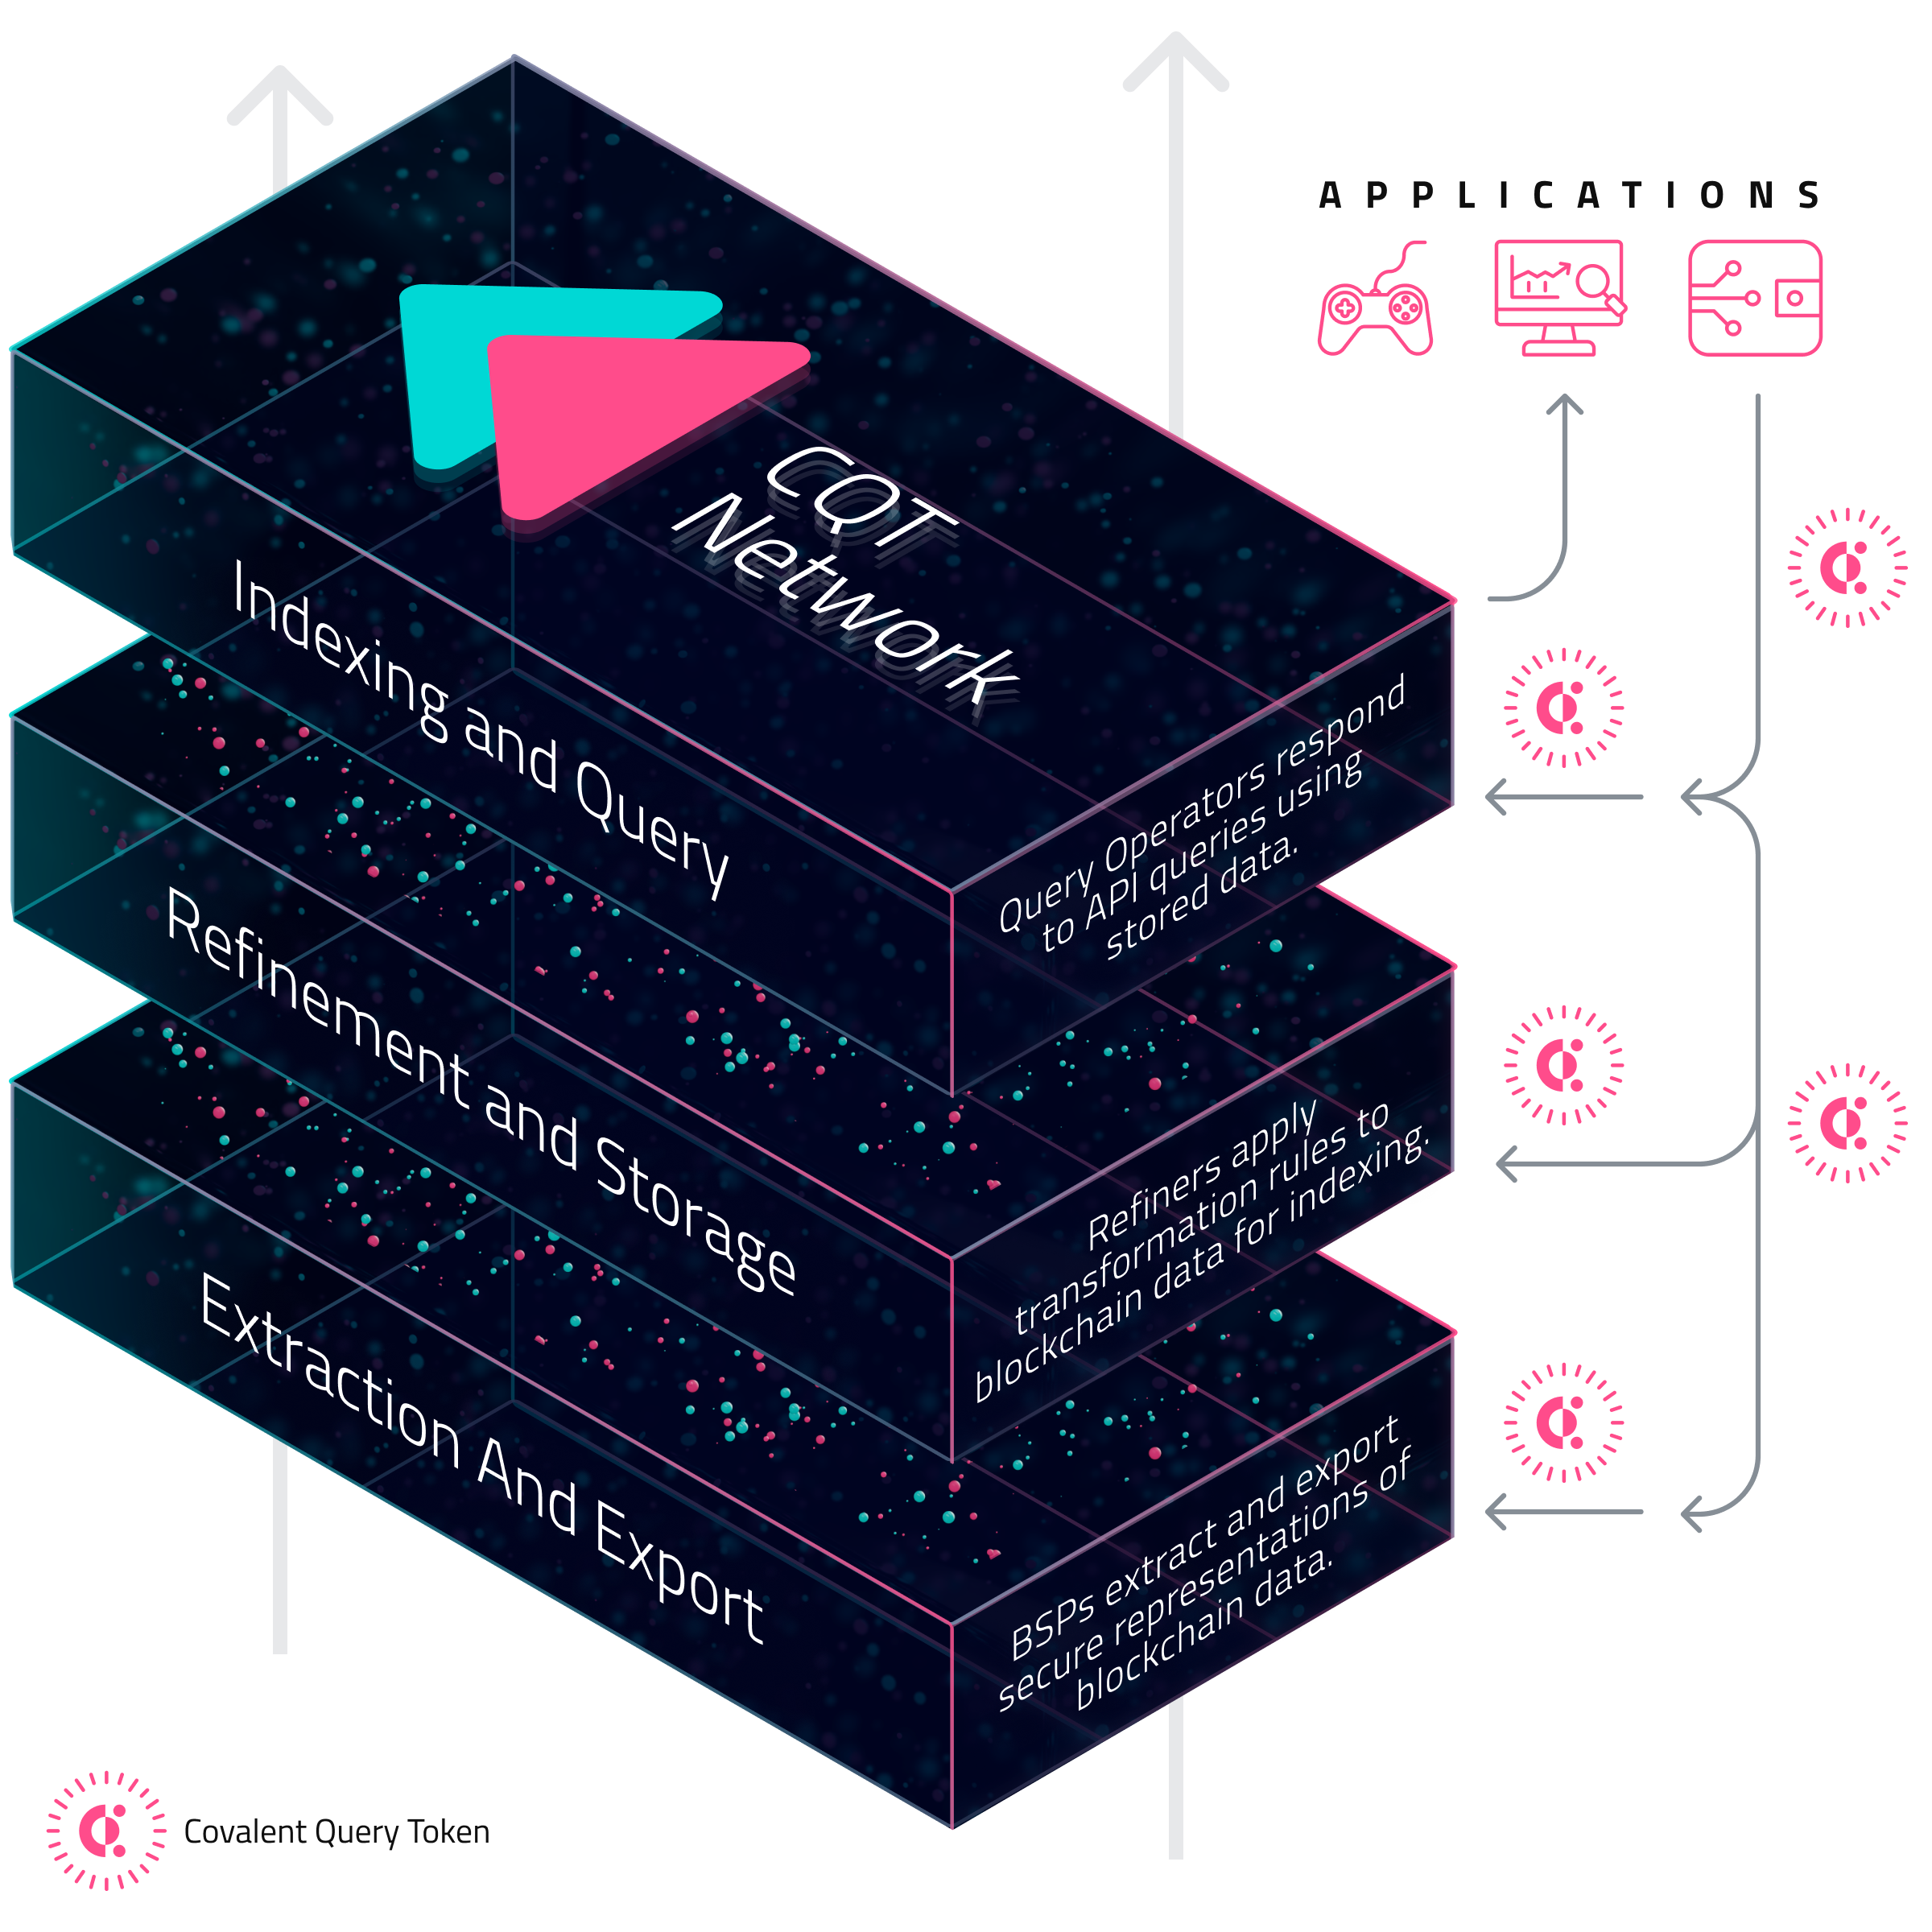 APPLICATIONS
CQT
Network
Indexing and Query
Query Operators respond
to API queries using
stored data.
Refinement and Storage
Refiners apply
transformation rules to
blockchain data for indexing.
Extraction And Export
BSPs extract and export
secure representations of
blockchain data.
Covalent Query Token